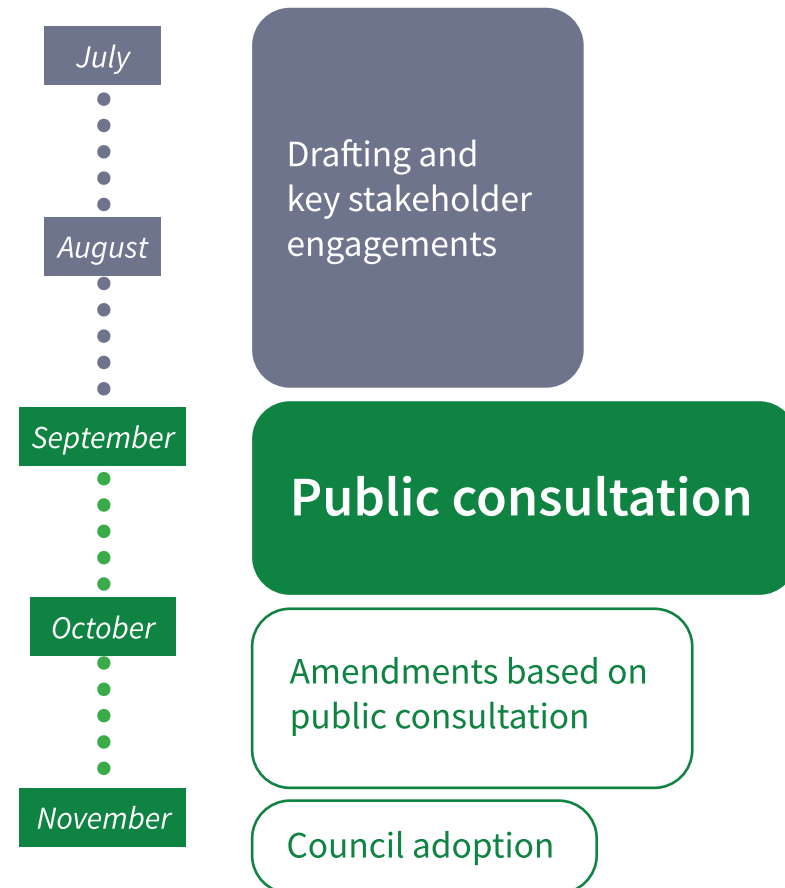 July
Drafting and
key stakeholder
engagements
August
September
Public consultation
October
Amendments based on
public consultation
November
Council adoption